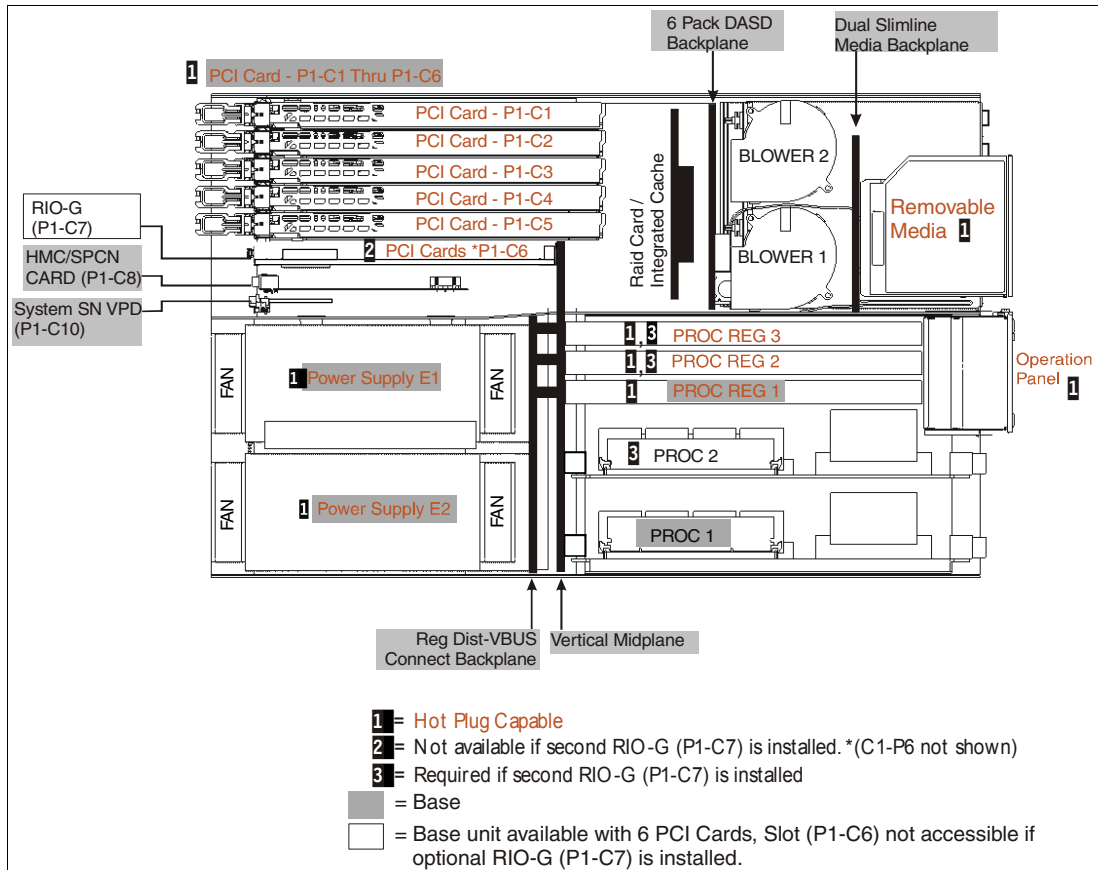 6 Pack DASD
Backplane
Dual Slimline
Media Backplane
1 PCI Card - P1-C1 Thru P1-C6
PCI Card - P1-C1
PCI Card - P1-C2
PCI Card - P1-C3
PCI Card - P1-C4
PCI Card - P1-C5
2 PCI Cards *P1-C6
RIO-G
(P1-C7)
HMC/SPCN
CARD (P1-C8)
System SN VPD
(P1-C10)
Raid Card /
Integrated Cache
BLOWER 2
BLOWER 1
Removable
Media 1
1,3 PROC REG 3
1,3 PROC REG 2
1 PROC REG 1
Operation
Panel 1
FAN
1 Power Supply E1
FAN
3 PROC 2
FAN
1 Power Supply E2
FAN
PROC 1
Reg Dist-VBUS
Connect Backplane
Vertical Midplane
1 = Hot Plug Capable
2 = Not available if second RIO-G (P1-C7) is installed. *(C1-P6 not shown)
3 = Required if second RIO-G (P1-C7) is installed
= Base
= Base unit available with 6 PCI Cards, Slot (P1-C6) not accessible if
optional RIO-G (P1-C7) is installed.